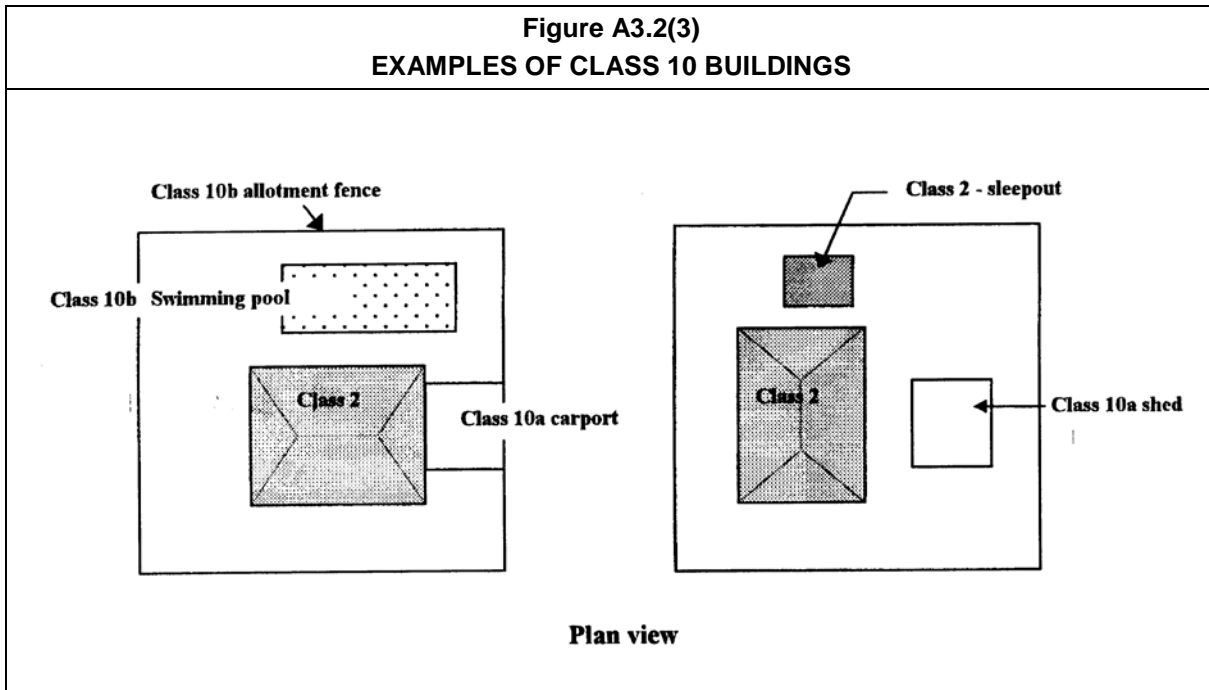 Figure A3.2(3)
EXAMPLES OF CLASS 10 BUILDINGS
Class 10b allotment fence
Class 10b Swimming pool
Class 2
Class 10a carport
Class 2 - sleepout
Class 2
Class 10a shed
Plan view